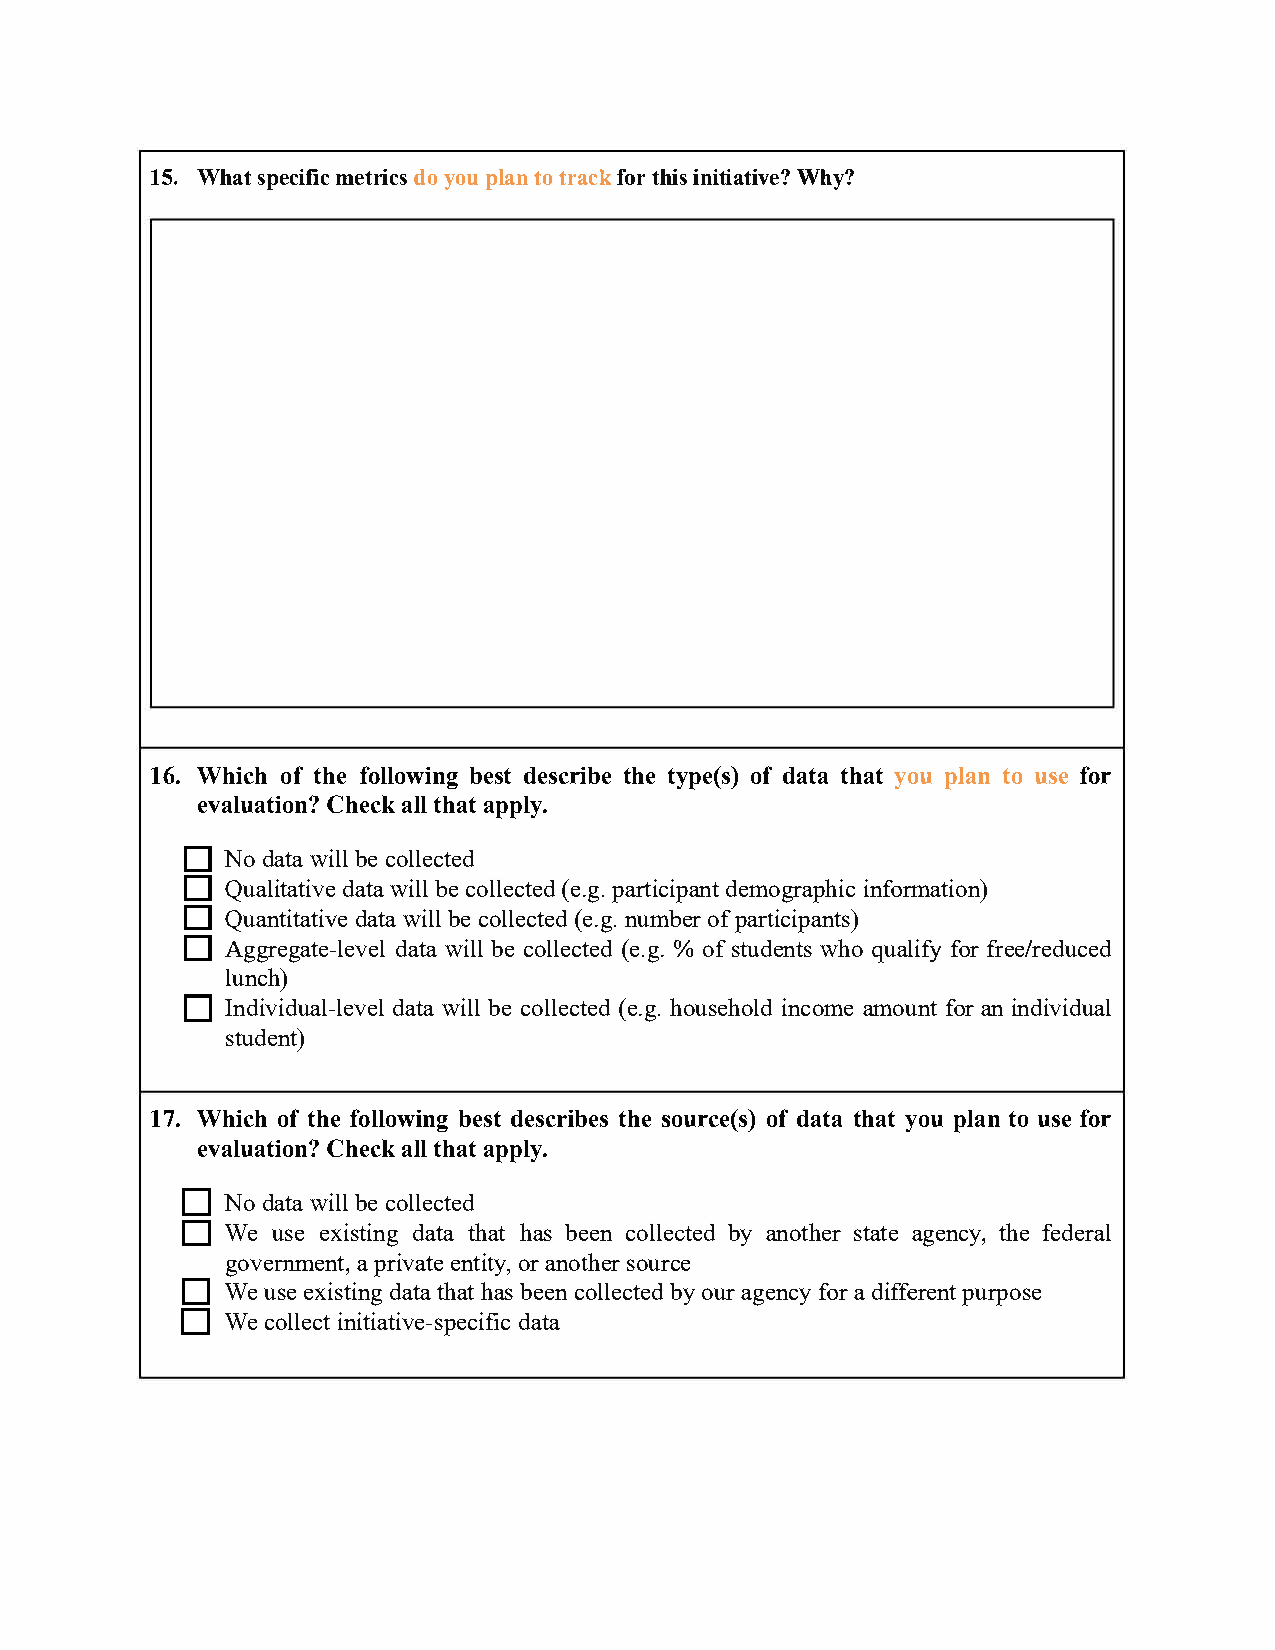 15. What specific metrics do you plan to track for this initiative? Why?
16. Which of the following best describe the type(s) of data that you plan to use for
evaluation? Check all that apply.
No data will be collected
Qualitative data will be collected (e.g. participant demographic information)
Quantitative data will be collected (e.g. number of participants)
Aggregate-level data will be collected (e.g. % of students who qualify for free/reduced
lunch)
Individual-level data will be collected (e.g. household income amount for an individual
student)
17. Which of the following best describes the source(s) of data that you plan to use for
evaluation? Check all that apply.
No data will be collected
We use existing data that has been collected by another state agency, the federal
government, a private entity, or another source
We use existing data that has been collected by our agency for a different purpose
We collect initiative-specific data